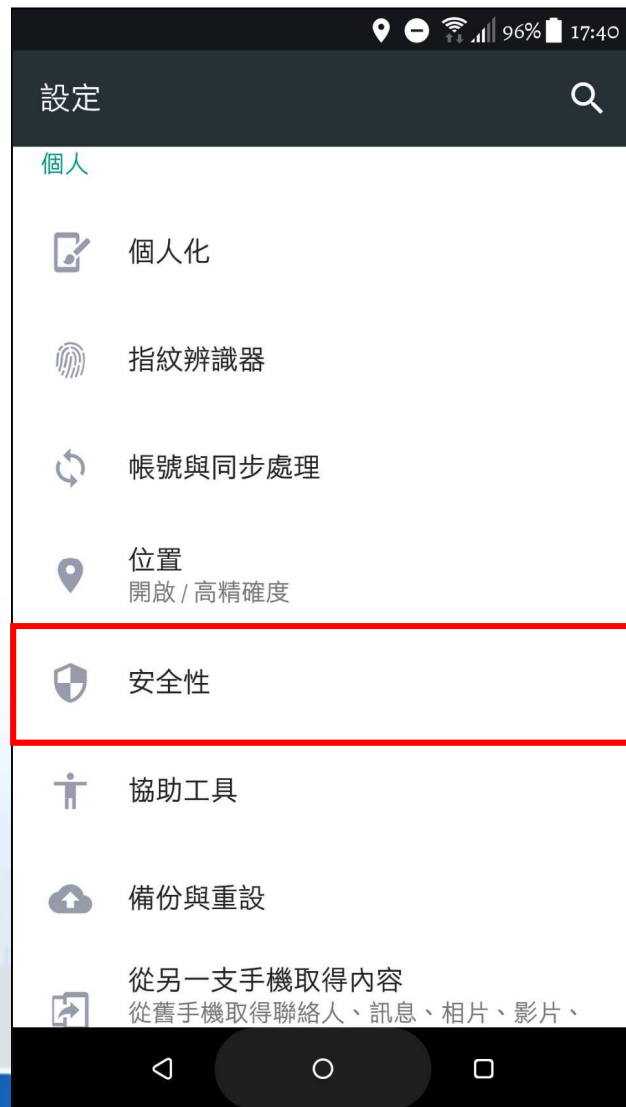 96% 17:40
設定
個人
個人化
指紋辨識器
帳號與同步處理
位置
開啟 / 高精確度
安全性
協助工具
備份與重設
從另一支手機取得內容
從舊手機取得聯絡人、訊息、相片、影片、